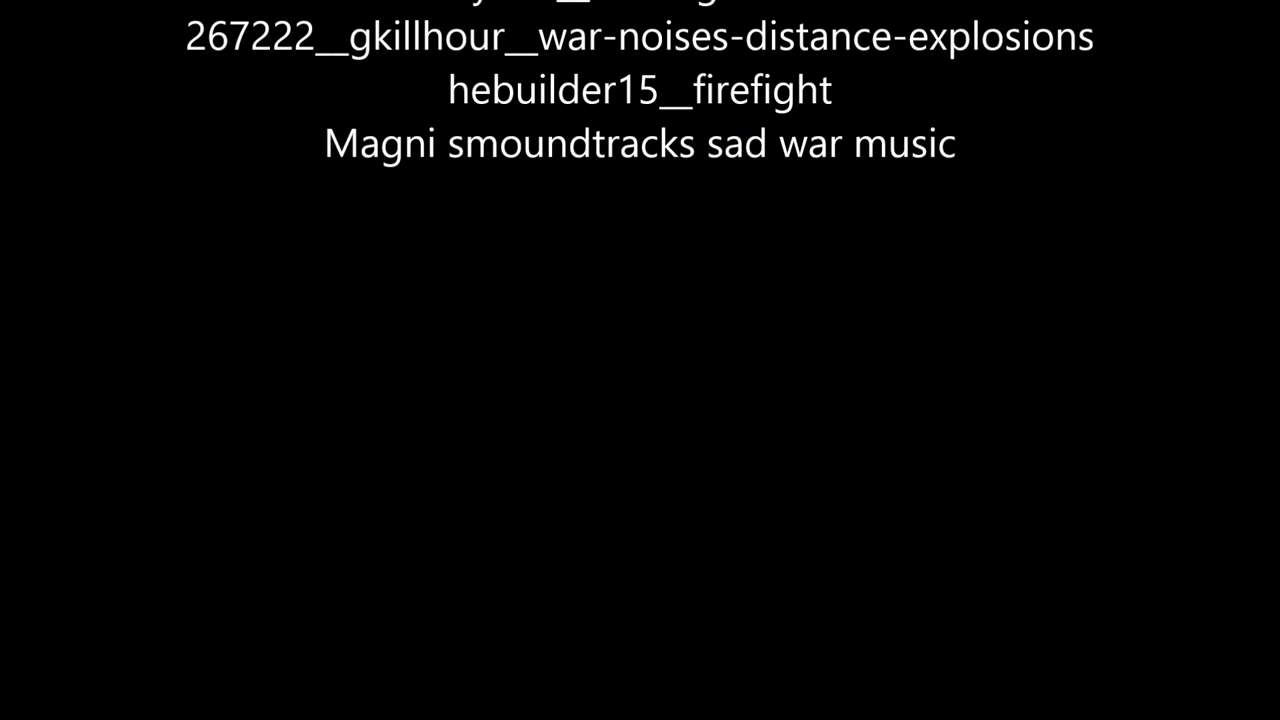 267222__gkillhour__war-noises-distance-explosions
hebuilder15__firefight
Magni smoundtracks sad war music